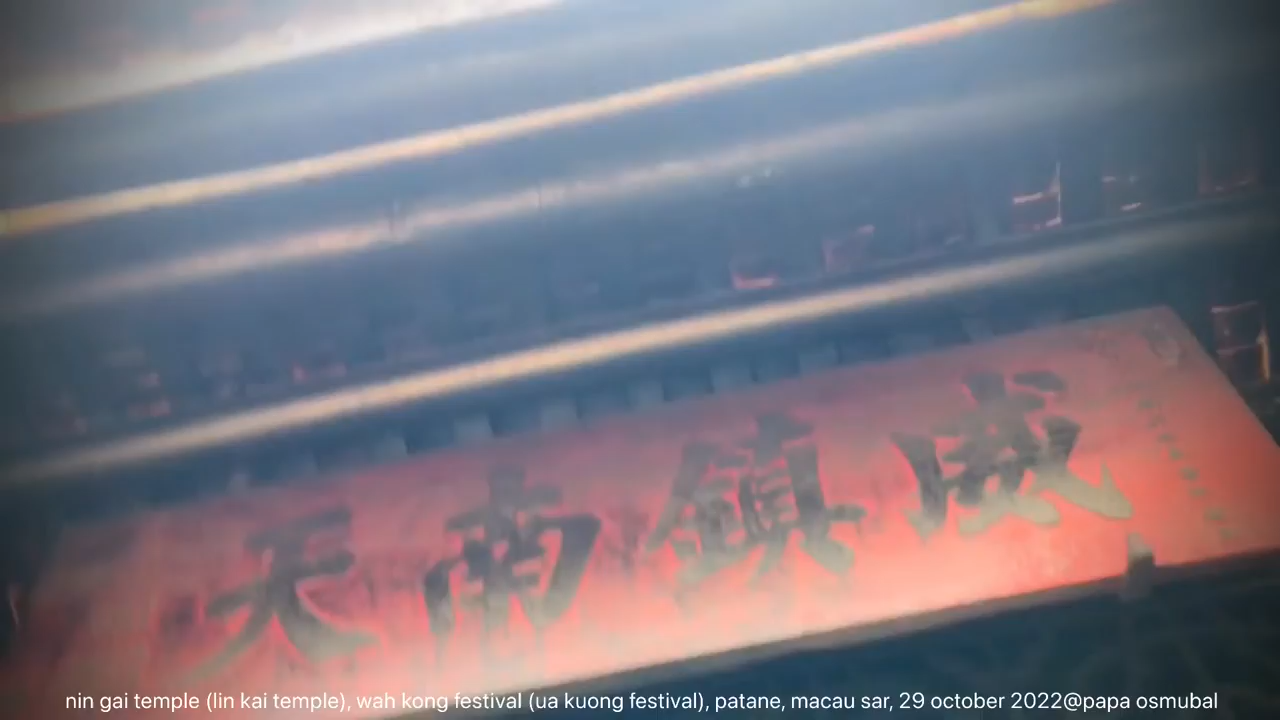 威鎮南天
nin gai temple (lin kai temple), wah kong festival (ua kuong festival), patane, macau sar, 29 october 2022@papa osmubal